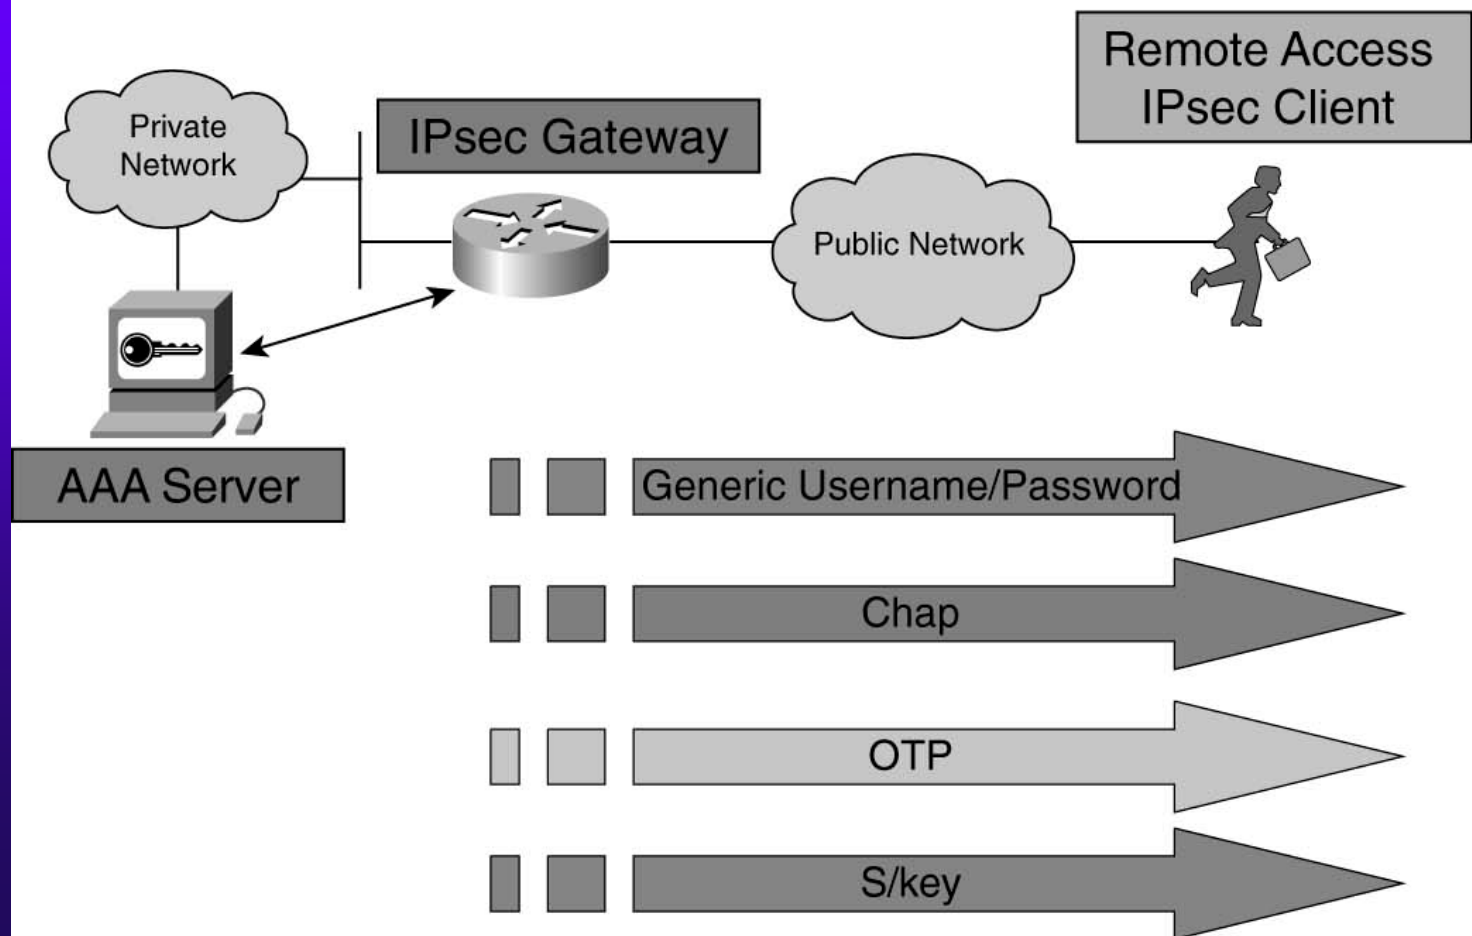 Remote Access
IPsec Client
Private
Network
IPsec Gateway
Public Network
AAA Server
Generic Username/Password
Chap
OTP
S/key